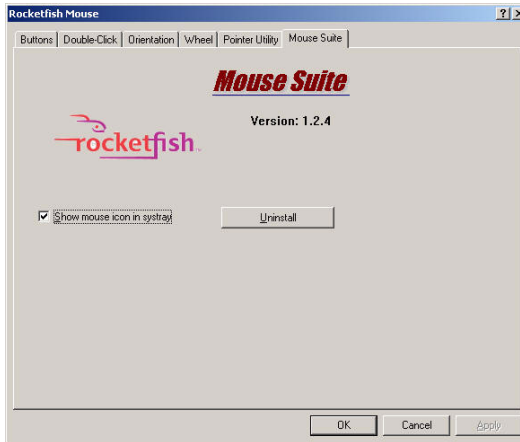 Rocketfish Mouse
Buttons Double-Click Orientation Wheel Pointer Utility Mouse Suite
Mouse Suite
Version: 1.2.4
rocketfish™
Show mouse icon in systray
Uninstall
OK Cancel Apply